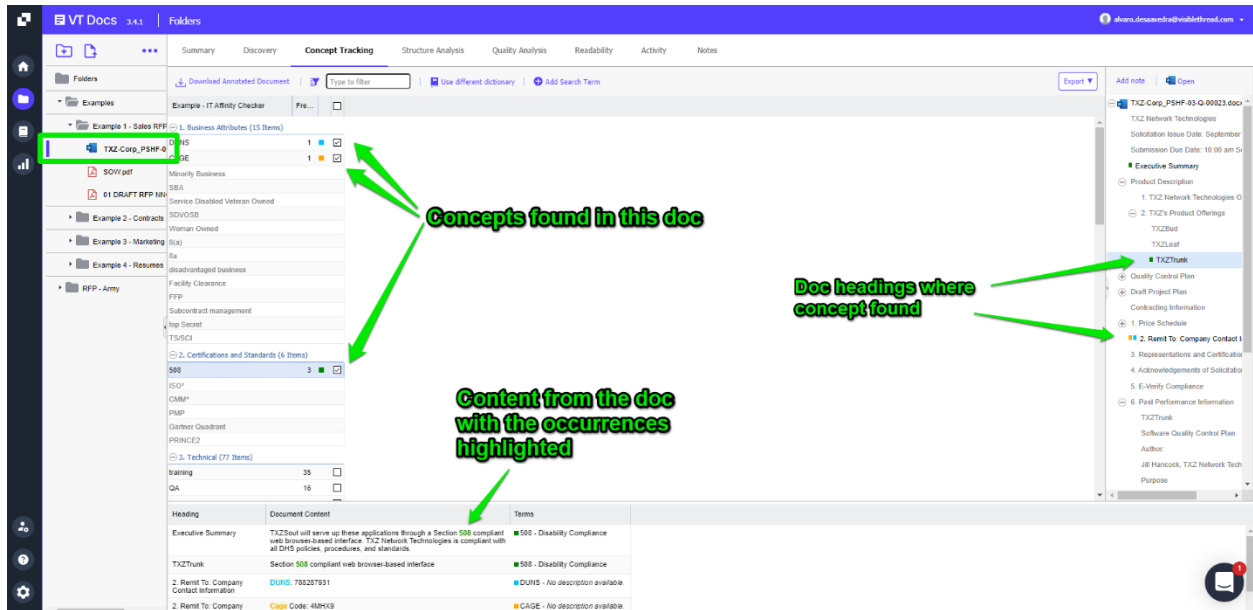 VT Docs 3.4.1
Folders
alvaro.desaavedra@visiblethread.com
Summary
Discovery
Concept Tracking
Structure Analysis
Quality Analysis
Readability
Activity
Notes
Folders
Examples
Example 1 - Sales RFP
TXZ-Corp_PSHF-0
SOW.pdf
01 DRAFT RFP NN
Example 2 - Contracts
Example 3 - Marketing
Example 4 - Resumes
RFP - Army
Download Annotated Document
Type to filter
Use different dictionary
Add Search Term
Export
Example - IT Affinity Checker
Fre...
1. Business Attributes (15 Items)
DUNS 1
CAGE 1
Minority Business
SBA
Service Disabled Veteran Owned
SDVOSB
Woman Owned
8(a)
8a
disadvantaged business
Facility Clearance
FFP
Subcontract management
top Secret
TS/SCI
2. Certifications and Standards (6 Items)
508 3
ISO*
CMM*
PMP
Gartner Quadrant
PRINCE2
3. Technical (77 Items)
training 35
QA 16
Concepts found in this doc
Doc headings where
concept found
Content from the doc
with the occurrences
highlighted
Add note
Open
TXZ-Corp_PSHF-03-Q-00023.docx
TXZ Network Technologies
Solicitation Issue Date: September
Submission Due Date: 10:00 am
Executive Summary
Product Description
1. TXZ Network Technologies O
2. TXZ's Product Offerings
TXZBud
TXZLeaf
TXZTrunk
Quality Control Plan
Draft Project Plan
Contracting Information
1. Price Schedule
2. Remit To: Company Contact I
3. Representations and Certification
4. Acknowledgements of Solicitation
5. E-Verify Compliance
6. Past Performance Information
TXZTrunk
Software Quality Control Plan
Author:
Jill Hancock, TXZ Network Tech
Purpose
Heading
Document Content
Terms
Executive Summary
TXZSout will serve up these applications through a Section 508 compliant
web browser-based interface. TXZ Network Technologies is compliant with
all DHS policies, procedures, and standards.
508 - Disability Compliance
TXZTrunk
Section 508 compliant web browser-based interface
508 - Disability Compliance
2. Remit To: Company
Contact Information
DUNS: 788287931
DUNS - No description available.
2. Remit To: Company
Cage Code: 4MHX9
CAGE - No description available.
1